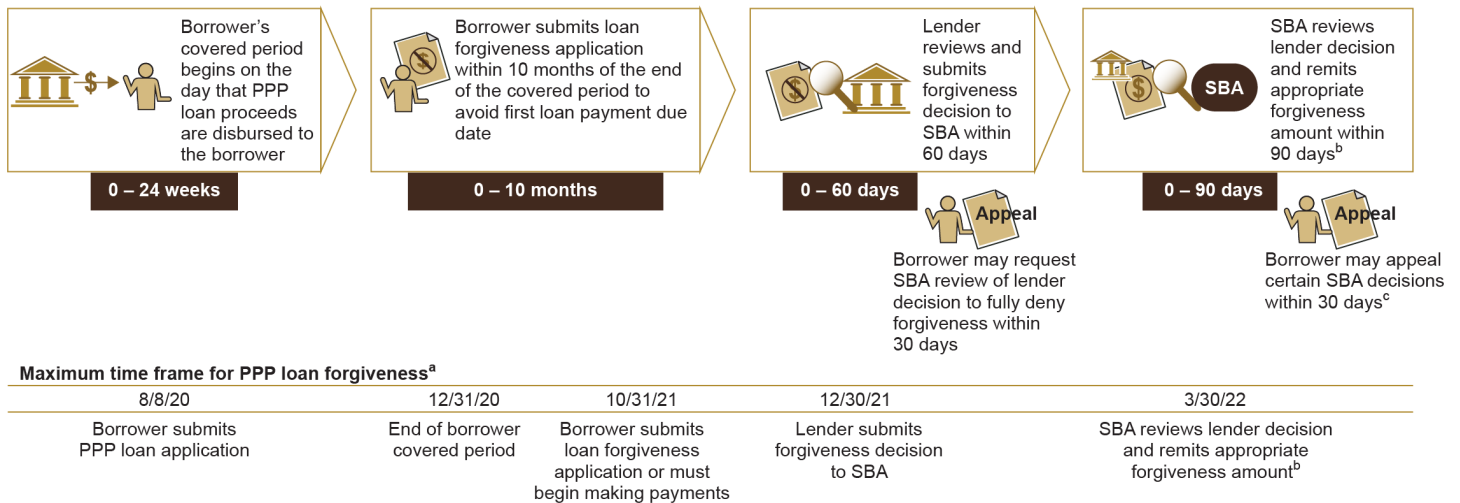 Borrower’s
covered period
begins on the
day that PPP
loan proceeds
are disbursed to
the borrower
$
0 – 24 weeks
Borrower submits loan
forgiveness application
within 10 months of the end
of the covered period to
avoid first loan payment due
date
$
0 – 10 months
Lender
reviews and
submits
forgiveness
decision to
SBA within
60 days
$
0 – 60 days
Appeal
Borrower may request
SBA review of lender
decision to fully deny
forgiveness within
30 days
SBA reviews
lender decision
and remits
appropriate
forgiveness
amount within
90 daysᵇ
$
SBA
0 – 90 days
Appeal
Borrower may appeal
certain SBA decisions
within 30 daysᶜ
Maximum time frame for PPP loan forgivenessᵃ
8/8/20
Borrower submits
PPP loan application
12/31/20
End of borrower
covered period
10/31/21
Borrower submits
loan forgiveness
application or must
begin making payments
12/30/21
Lender submits
forgiveness decision
to SBA
3/30/22
SBA reviews lender decision
and remits appropriate
forgiveness amountᵇ